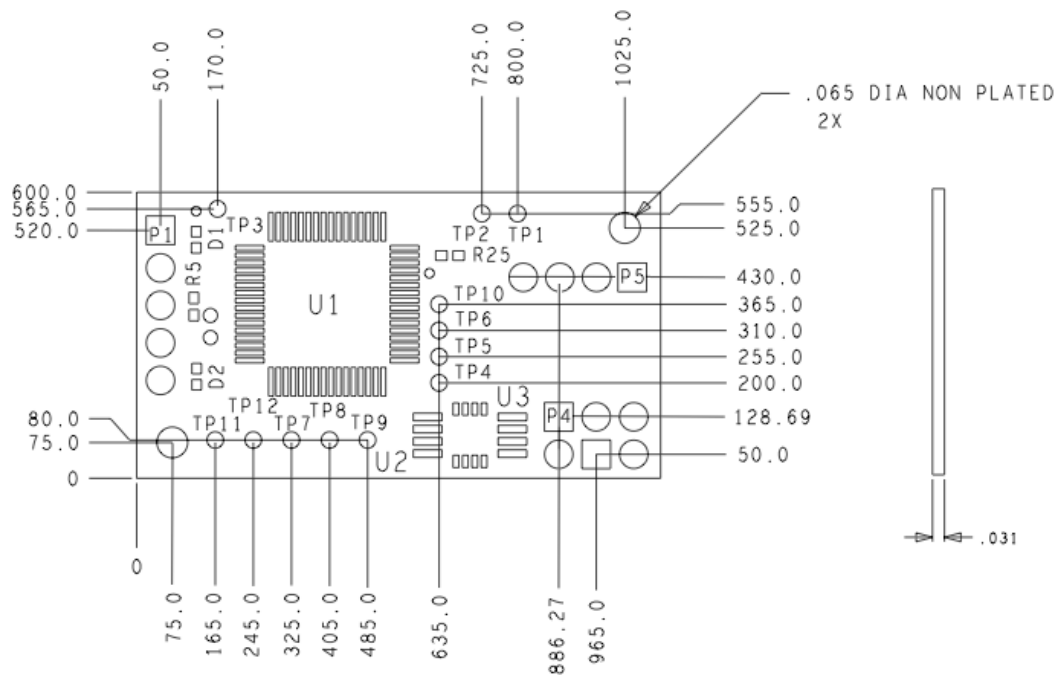 50.0
170.0
725.0
800.0
1025.0
.065 DIA NON PLATED
2X
600.0
565.0
520.0
555.0
525.0
P1
D1
TP3
TP2
TP1
R25
R5
P5
430.0
U1
TP10
365.0
TP6
310.0
TP5
255.0
D2
TP4
200.0
U3
80.0
75.0
0
TP11
TP12
TP7
TP8
TP9
U2
P4
128.69
50.0
.031
0
75.0
165.0
245.0
325.0
405.0
485.0
635.0
886.27
965.0